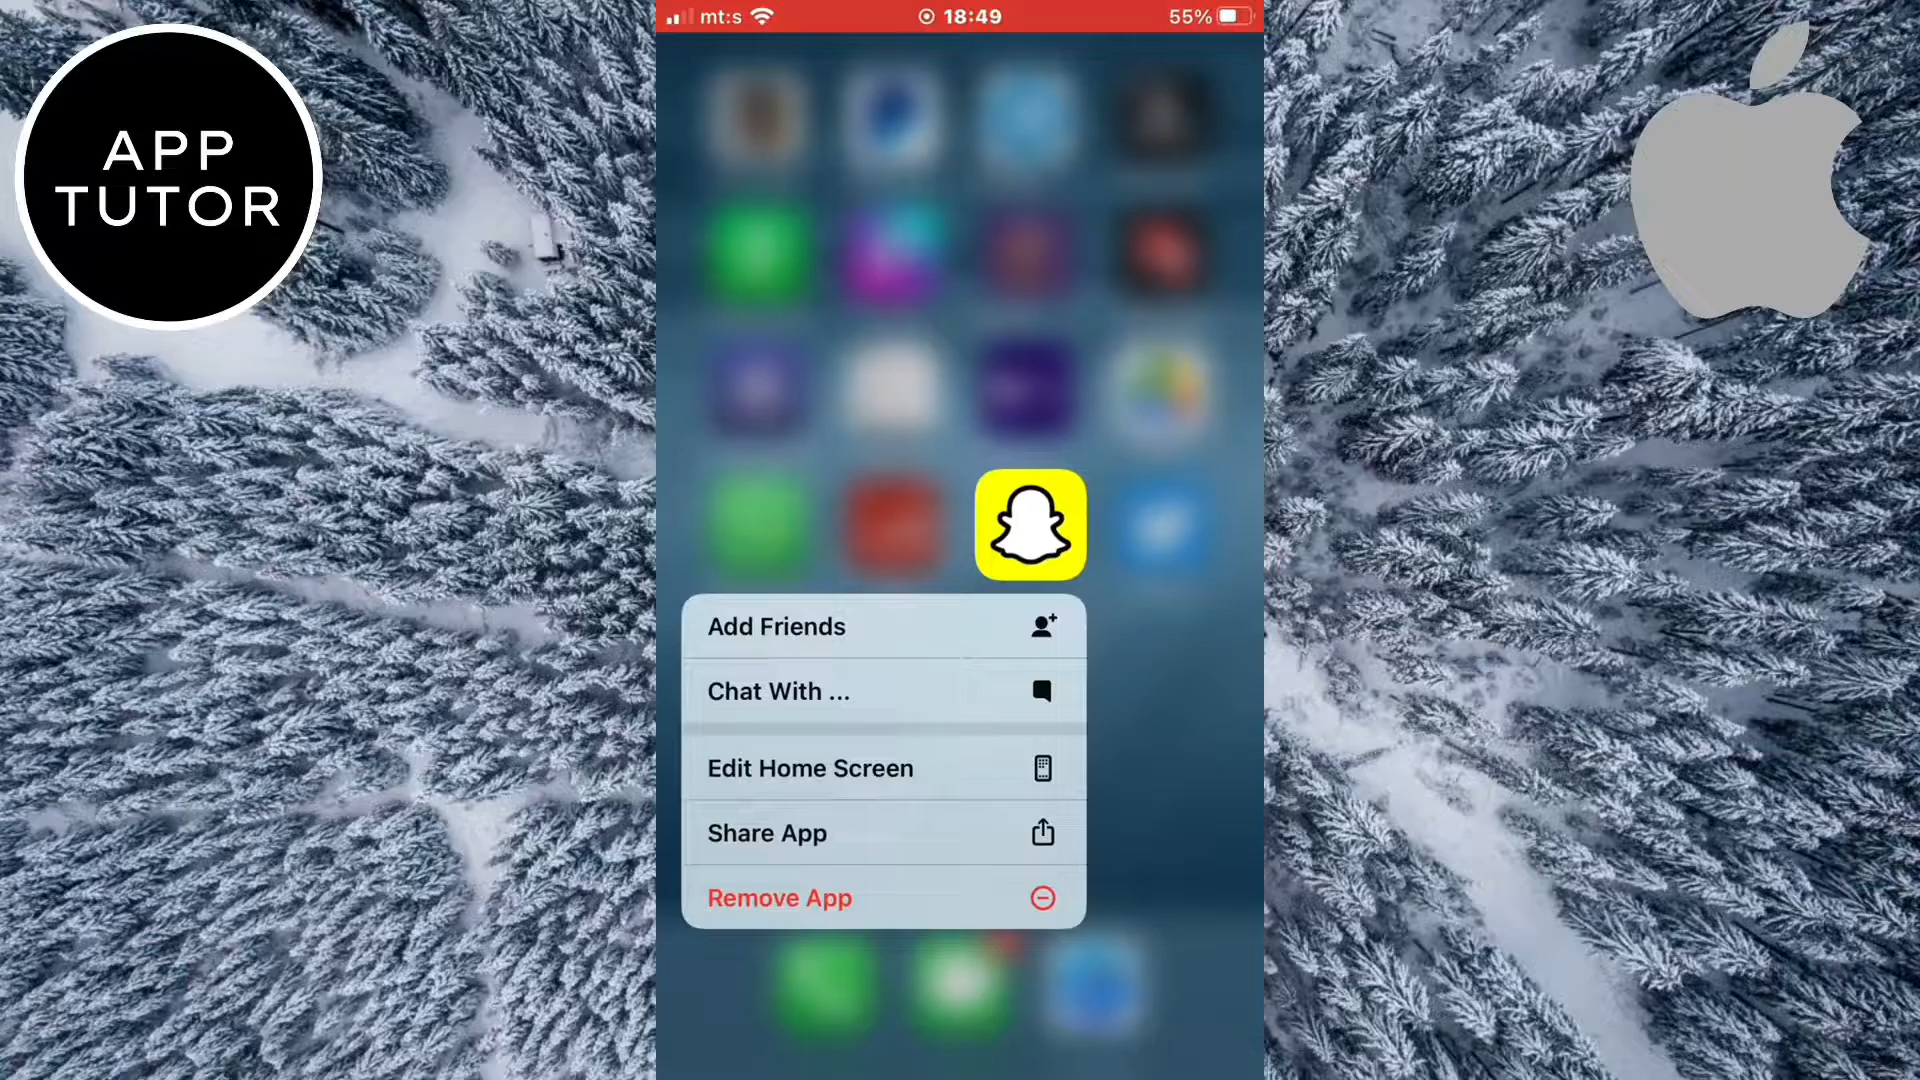 APP
TUTOR
mt:s
18:49
55%
Add Friends
Chat With ...
Edit Home Screen
Share App
Remove App